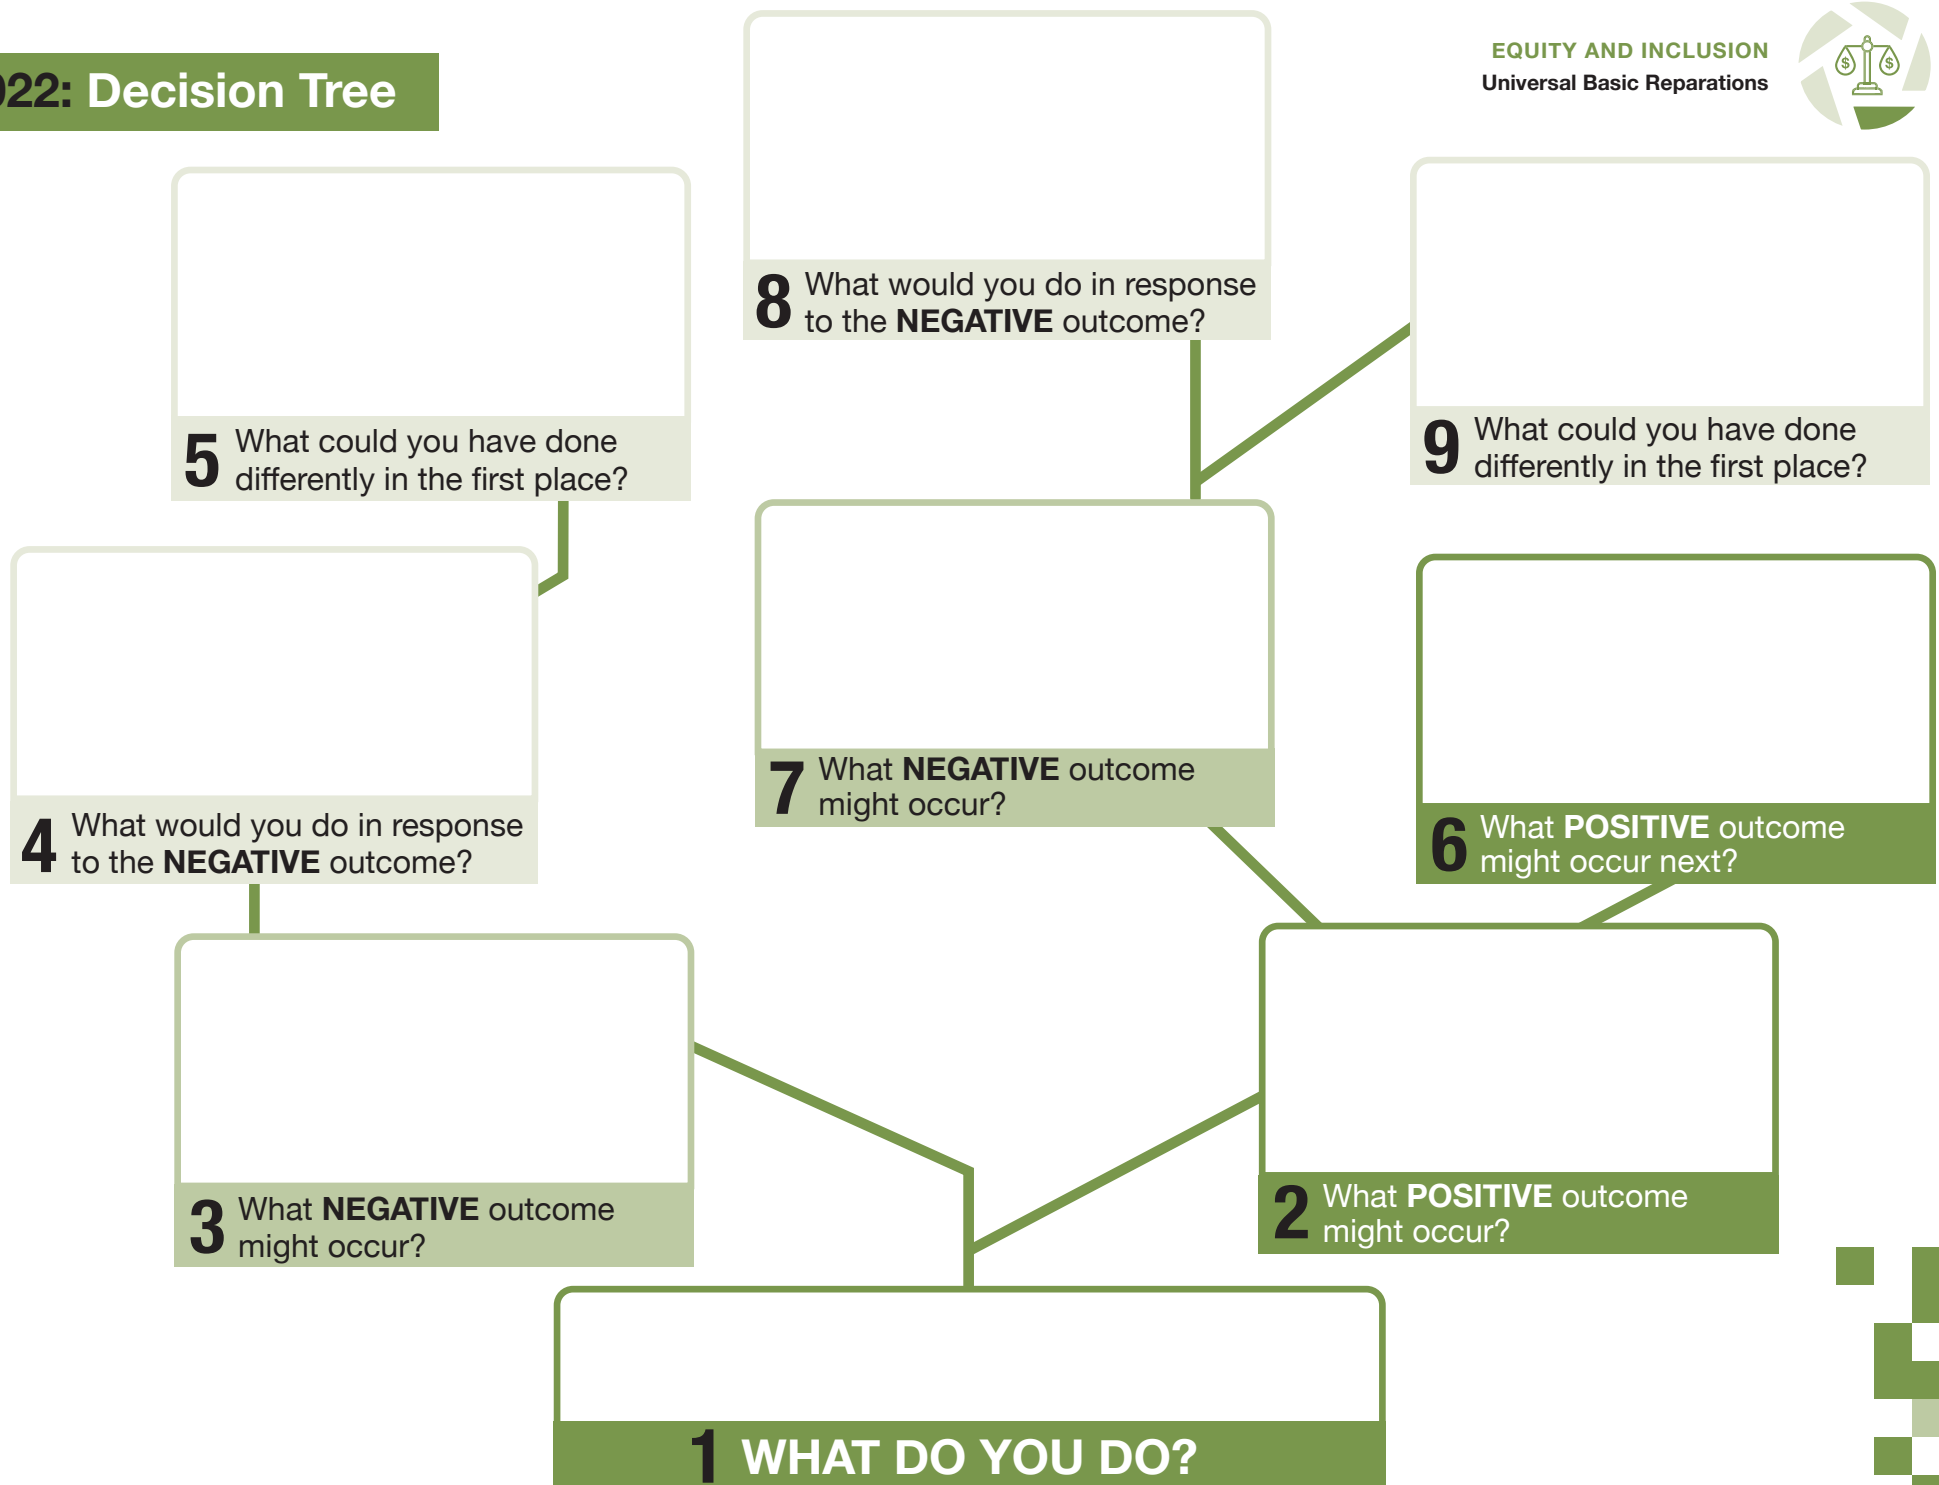 022: Decision Tree
EQUITY AND INCLUSION
Universal Basic Reparations
$ $
8 What would you do in response
to the NEGATIVE outcome?
5 What could you have done
differently in the first place?
9 What could you have done
differently in the first place?
4 What would you do in response
to the NEGATIVE outcome?
7 What NEGATIVE outcome
might occur?
6 What POSITIVE outcome
might occur next?
3 What NEGATIVE outcome
might occur?
2 What POSITIVE outcome
might occur?
1 WHAT DO YOU DO?